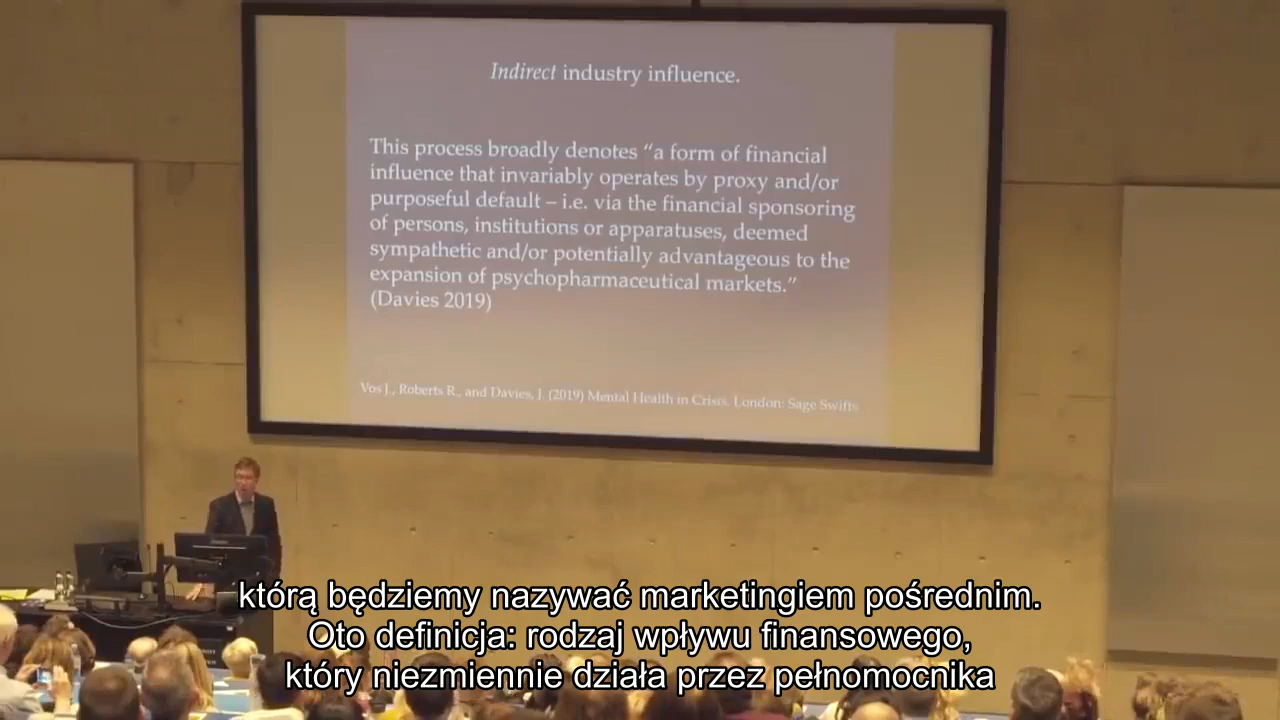 Indirect industry influence.
This process broadly denotes “a form of financial
influence that invariably operates by proxy and/or
purposeful default – i.e. via the financial sponsoring
of persons, institutions or apparatuses, deemed
sympathetic and/or potentially advantageous to the
expansion of psychopharmaceutical markets.”
(Davies 2019)
Vos J., Roberts R., and Davies, J. (2019) Mental Health in Crisis. London: Sage Swifts
którą będziemy nazywać marketingiem pośrednim.
Oto definicja: rodzaj wpływu finansowego,
który niezmiennie działa przez pełnomocnika